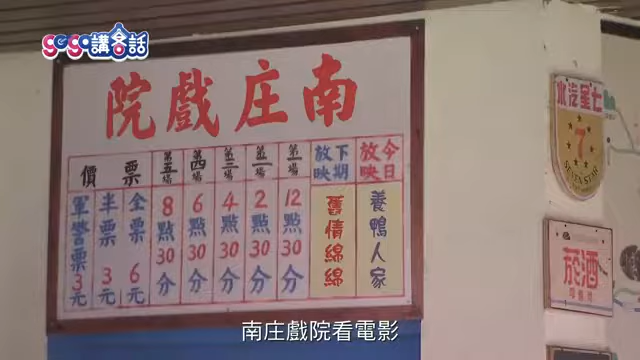 gogo講客話
南庄戲院
今日放映
養鴨人家
下期放映
舊情綿綿
第一場
12點30分
第二場
2點30分
第三場
4點30分
第四場
6點30分
第五場
8點30分
票價
全票6元
半票3元
軍警票3元
七星汽水
7
SEVEN STAR
菸酒
南庄戲院看電影